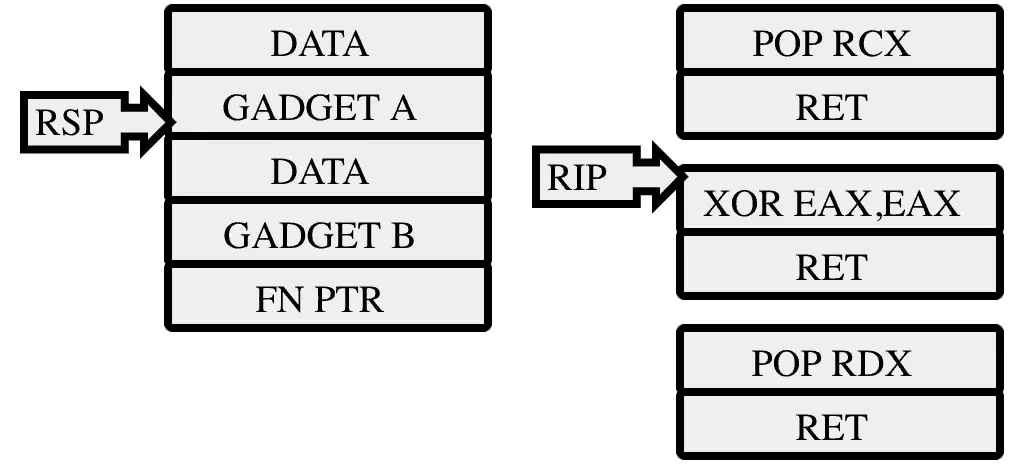 DATA
RSP
GADGET A
DATA
GADGET B
FN PTR
POP RCX
RET
RIP
XOR EAX,EAX
RET
POP RDX
RET